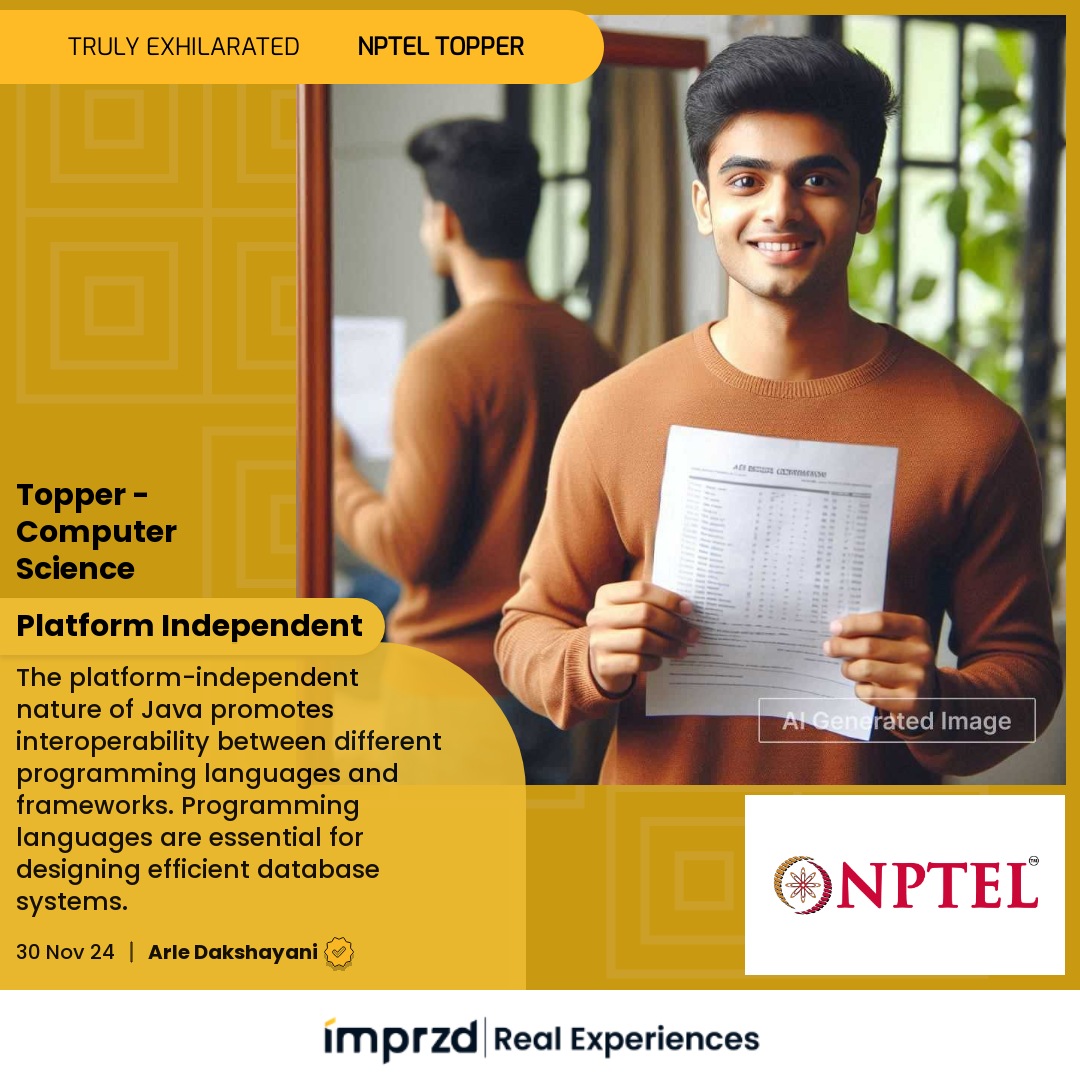 TRULY EXHILARATED NPTEL TOPPER
Topper -
Computer
Science
Platform Independent
The platform-independent
nature of Java promotes
interoperability between different
programming languages and
frameworks. Programming
languages are essential for
designing efficient database
systems.
30 Nov 24 | Arle Dakshayani
AI Generated Image
NPTEL™
imprzd | Real Experiences